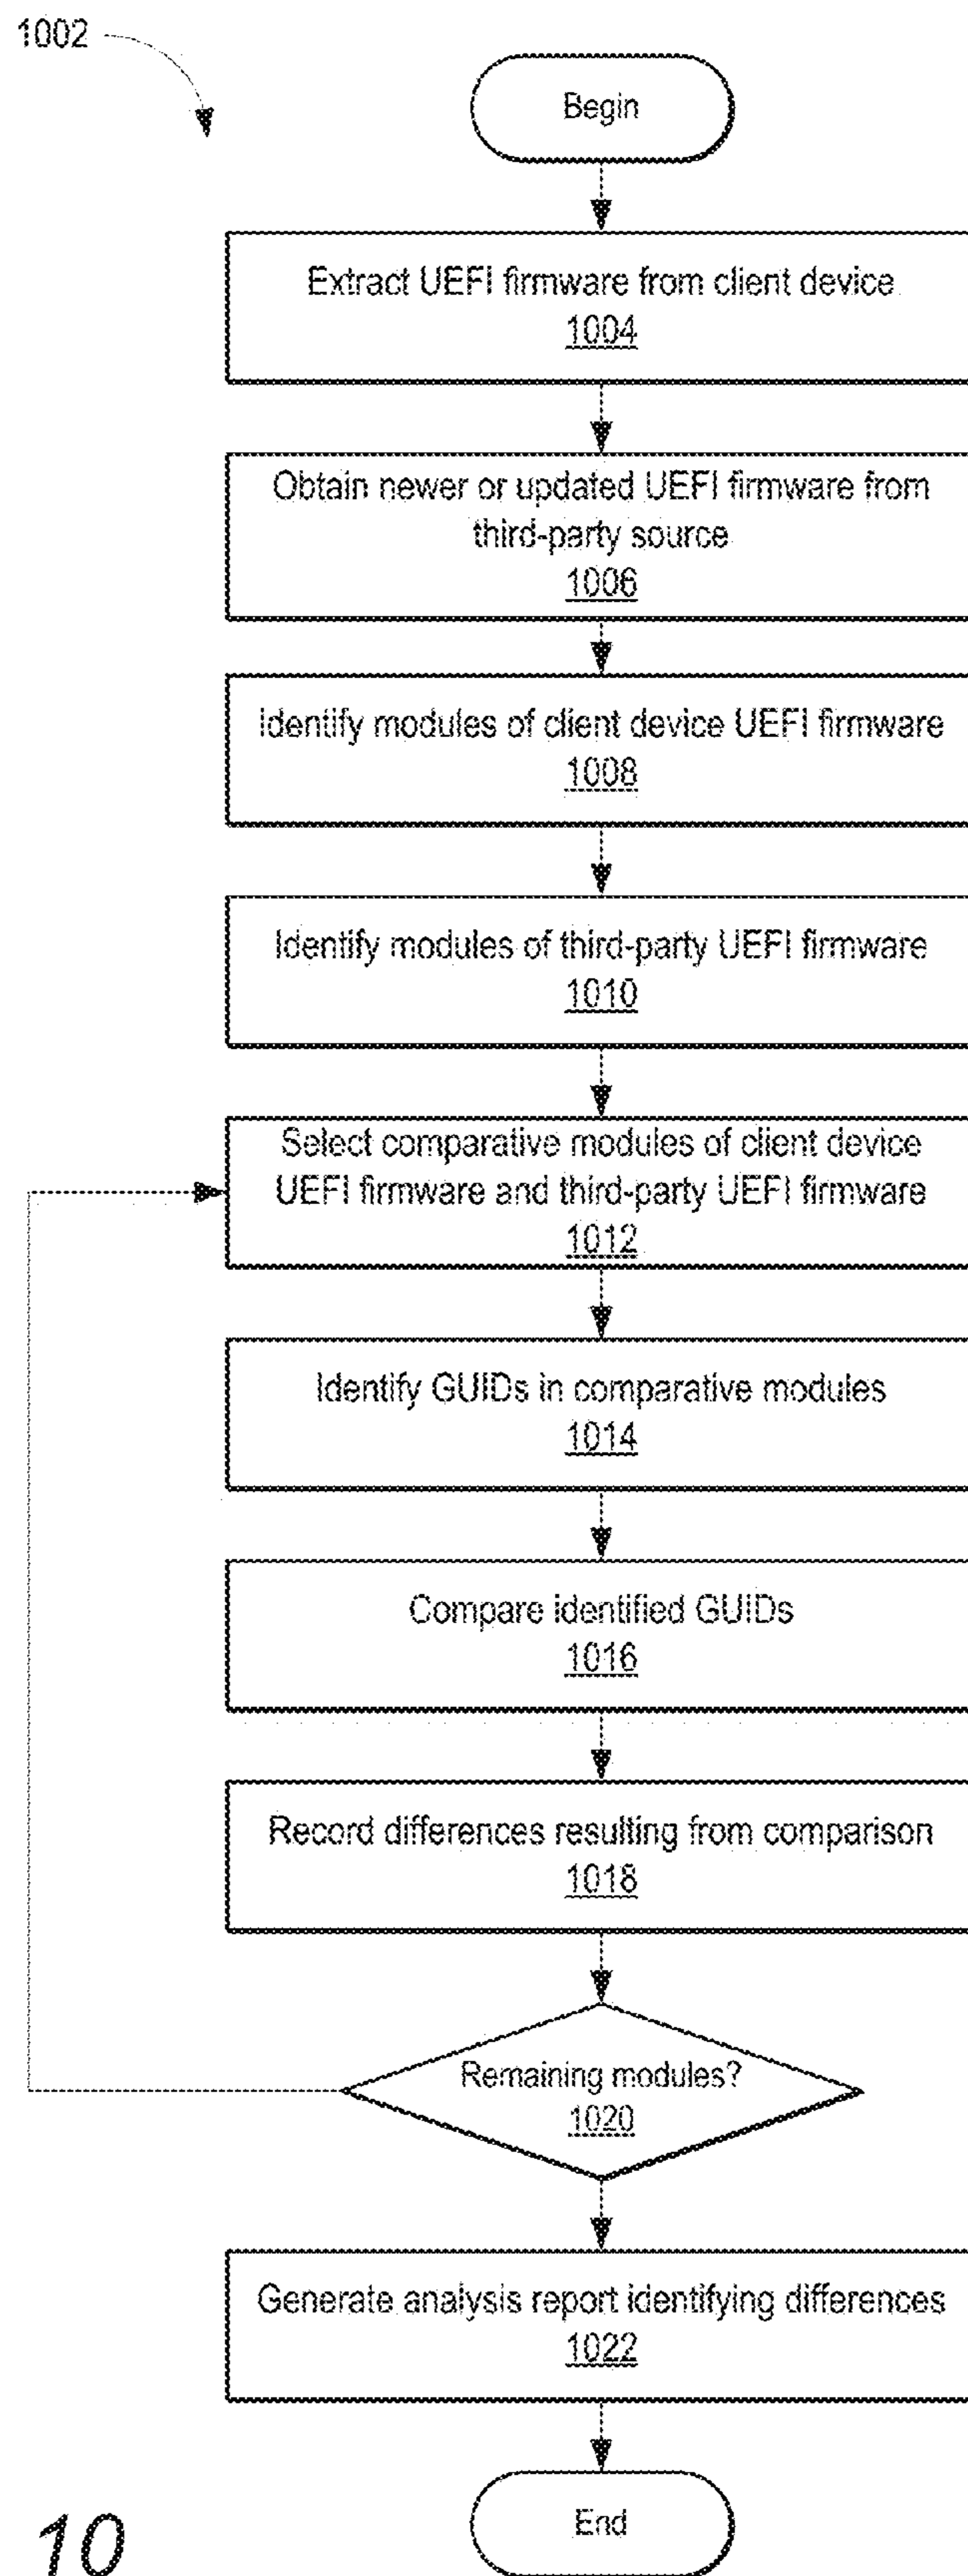 1002
Begin
Extract UEFI firmware from client device
1004
Obtain newer or updated UEFI firmware from
third-party source
1006
Identify modules of client device UEFI firmware
1008
Identify modules of third-party UEFI firmware
1010
Select comparative modules of client device
UEFI firmware and third-party UEFI firmware
1012
Identify GUIDs in comparative modules
1014
Compare identified GUIDs
1016
Record differences resulting from comparison
1018
Remaining modules?
1020
Generate analysis report identifying differences
1022
End
10